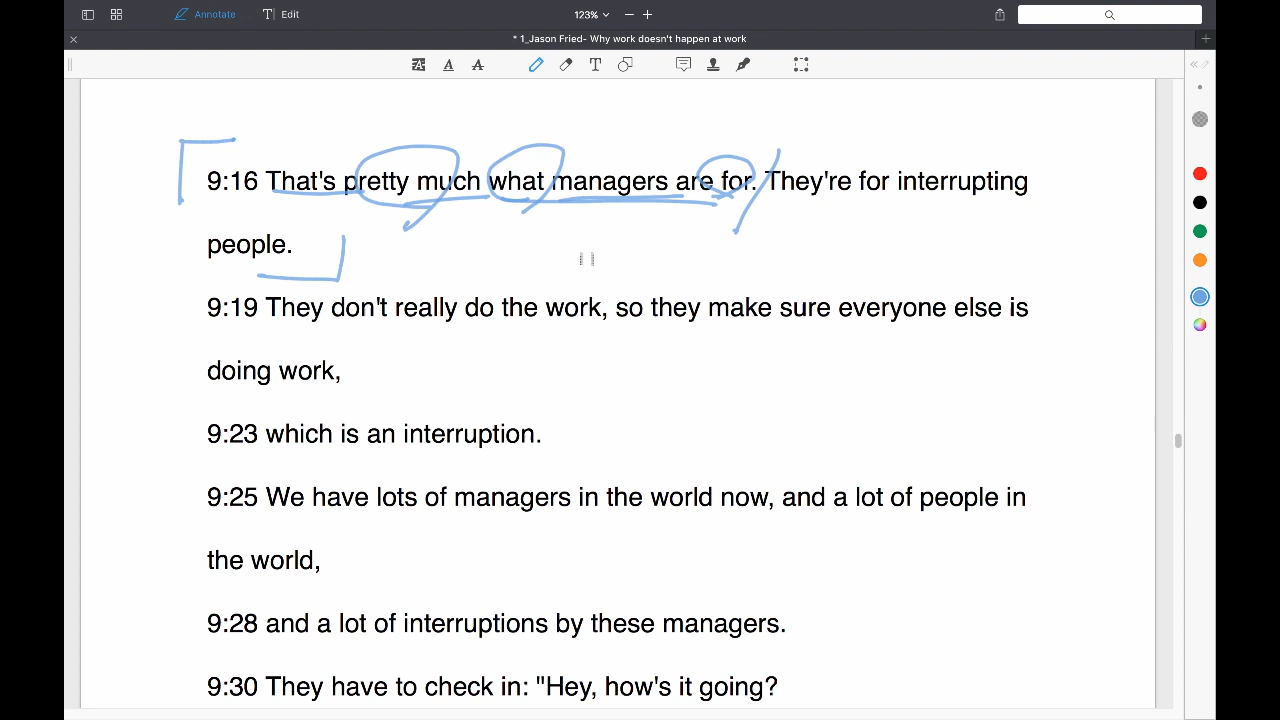 Annotate T Edit 123%
* 1_Jason Fried- Why work doesn't happen at work
9:16 That's pretty much what managers are for. They're for interrupting
people.
9:19 They don't really do the work, so they make sure everyone else is
doing work,
9:23 which is an interruption.
9:25 We have lots of managers in the world now, and a lot of people in
the world,
9:28 and a lot of interruptions by these managers.
9:30 They have to check in: "Hey, how's it going?